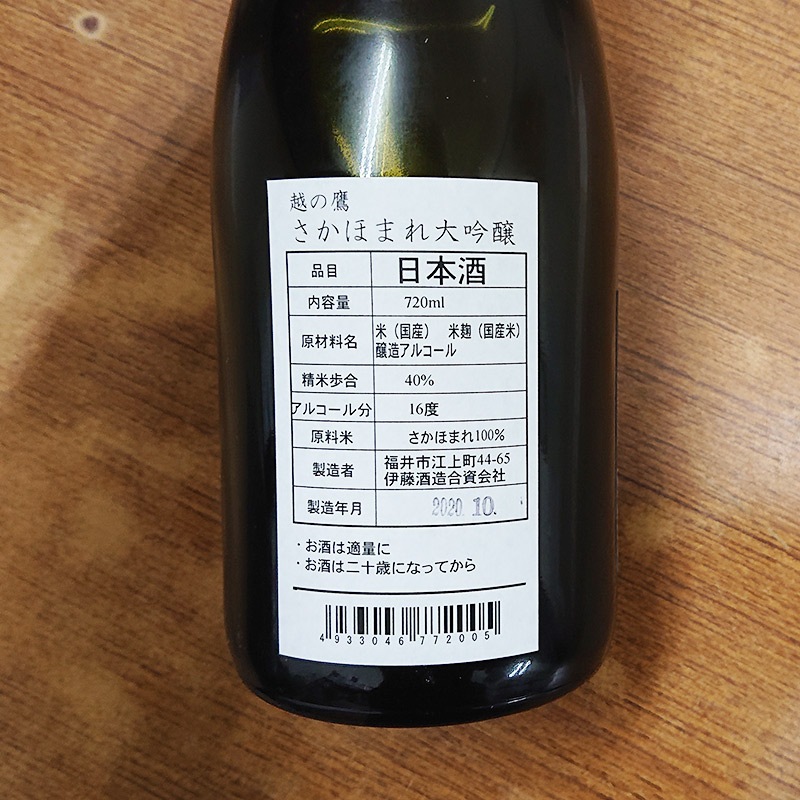 越の鷹
さかほまれ大吟醸
品目 日本酒
内容量 720ml
原材料名 米（国産） 米麹（国産米）
醸造アルコール
精米歩合 40%
アルコール分 16度
原料米 さかほまれ100%
製造者 福井市江上町44-65
伊藤酒造合資会社
製造年月 2020.10.
・お酒は適量に
・お酒は二十歳になってから
4933046772005